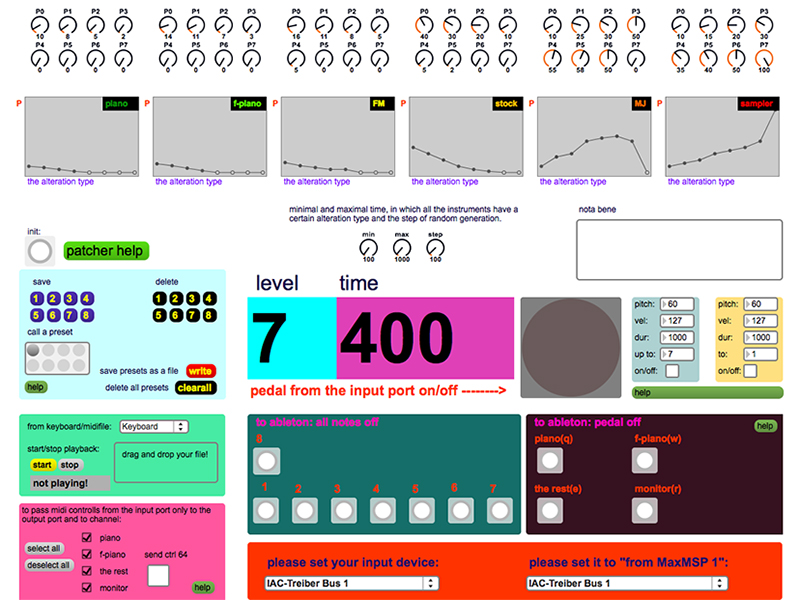 P0 P1 P2 P3 P0 P1 P2 P3 P0 P1 P2 P3 P0 P1 P2 P3 P0 P1 P2 P3 P0 P1 P2 P3
10 8 5 2 14 11 7 3 16 11 8 5 40 30 20 10 10 25 30 50 10 15 20 30
P4 P5 P6 P7 P4 P5 P6 P7 P4 P5 P6 P7 P4 P5 P6 P7 P4 P5 P6 P7 P4 P5 P6 P7
0 0 0 0 0 0 0 0 5 0 0 0 5 2 0 0 55 58 50 0 35 40 50 100
P piano P f-piano P FM P stock P MJ P sampler
the alteration type the alteration type the alteration type the alteration type the alteration type the alteration type
minimal and maximal time, in which all the instruments have a
certain alteration type and the step of random generation.
nota bene
init:
min max step
patcher help
100 1000 100
save delete
level time
1 2 3 4 1 2 3 4
5 6 7 8 5 6 7 8
call a preset
7 400
pitch: 60 pitch: 60
vel: 127 vel: 127
dur: 1000 dur: 1000
up to: 7 to: 1
on/off: on/off:
save presets as a file write
help delete all presets clearall
pedal from the input port on/off -------->
help
from keyboard/midifile: Keyboard
start/stop playback:
start stop
drag and drop your file!
not playing!
to ableton: all notes off
8
1 2 3 4 5 6 7
to ableton: pedal off help
piano(q) f-piano(w)
the rest(e) monitor(r)
to pass midi controlls from the input port only to the
output port and to channel:
piano
select all f-piano send ctrl 64
deselect all the rest
monitor help
please set your input device: please set it to "from MaxMSP 1":
IAC-Treiber Bus 1 IAC-Treiber Bus 1